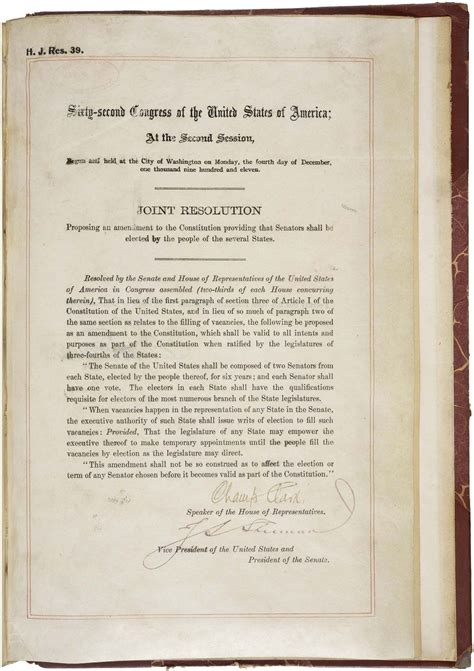 H. J. Res. 39.
Sixty-second Congress of the United States of America;
At the Second Session,
Begun and held at the City of Washington on Monday, the fourth day of December,
one thousand nine hundred and eleven.
JOINT RESOLUTION
Proposing an amendment to the Constitution providing that Senators shall be
elected by the people of the several States.
Resolved by the Senate and House of Representatives of the United States
of America in Congress assembled (two-thirds of each House concurring
therein), That in lieu of the first paragraph of section three of Article I of the
Constitution of the United States, and in lieu of so much of paragraph two of
the same section as relates to the filling of vacancies, the following be proposed
as an amendment to the Constitution, which shall be valid to all intents and
purposes as part of the Constitution when ratified by the legislatures of
three-fourths of the States:
"The Senate of the United States shall be composed of two Senators from
each State, elected by the people thereof, for six years; and each Senator shall
have one vote. The electors in each State shall have the qualifications
requisite for electors of the most numerous branch of the State legislatures.
"When vacancies happen in the representation of any State in the Senate,
the executive authority of such State shall issue writs of election to fill such
vacancies: Provided, That the legislature of any State may empower the
executive thereof to make temporary appointments until the people fill the
vacancies by election as the legislature may direct.
"This amendment shall not be so construed as to affect the election or
term of any Senator chosen before it becomes valid as part of the Constitution."
Champ Clark
Speaker of the House of Representatives.
J S Sherman
Vice President of the United States and
President of the Senate.